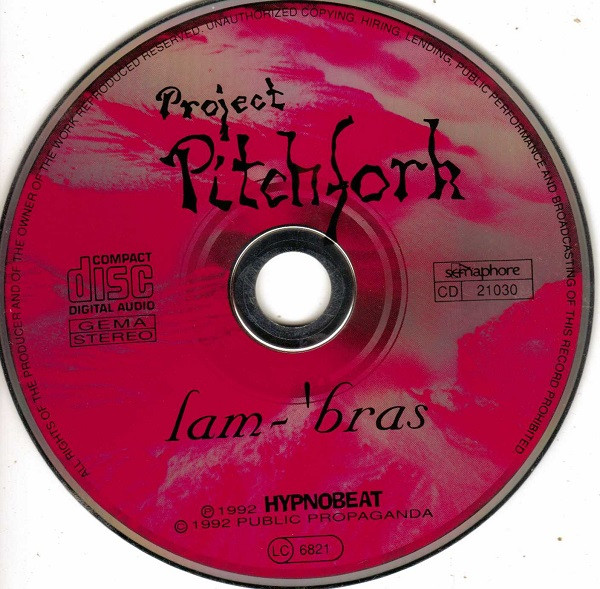 ALL RIGHTS OF THE PRODUCER AND OF THE OWNER OF THE WORK REPRODUCED RESERVED. UNAUTHORIZED COPYING, HIRING, LENDING, PUBLIC PERFORMANCE AND BROADCASTING OF THIS RECORD PROHIBITED.
Project
Pitchfork
COMPACT
disc
DIGITAL AUDIO
GEMA
STEREO
semaphore
CD 21030
lam-'bras
℗ 1992 HYPNOBEAT
© 1992 PUBLIC PROPAGANDA
LC 6821